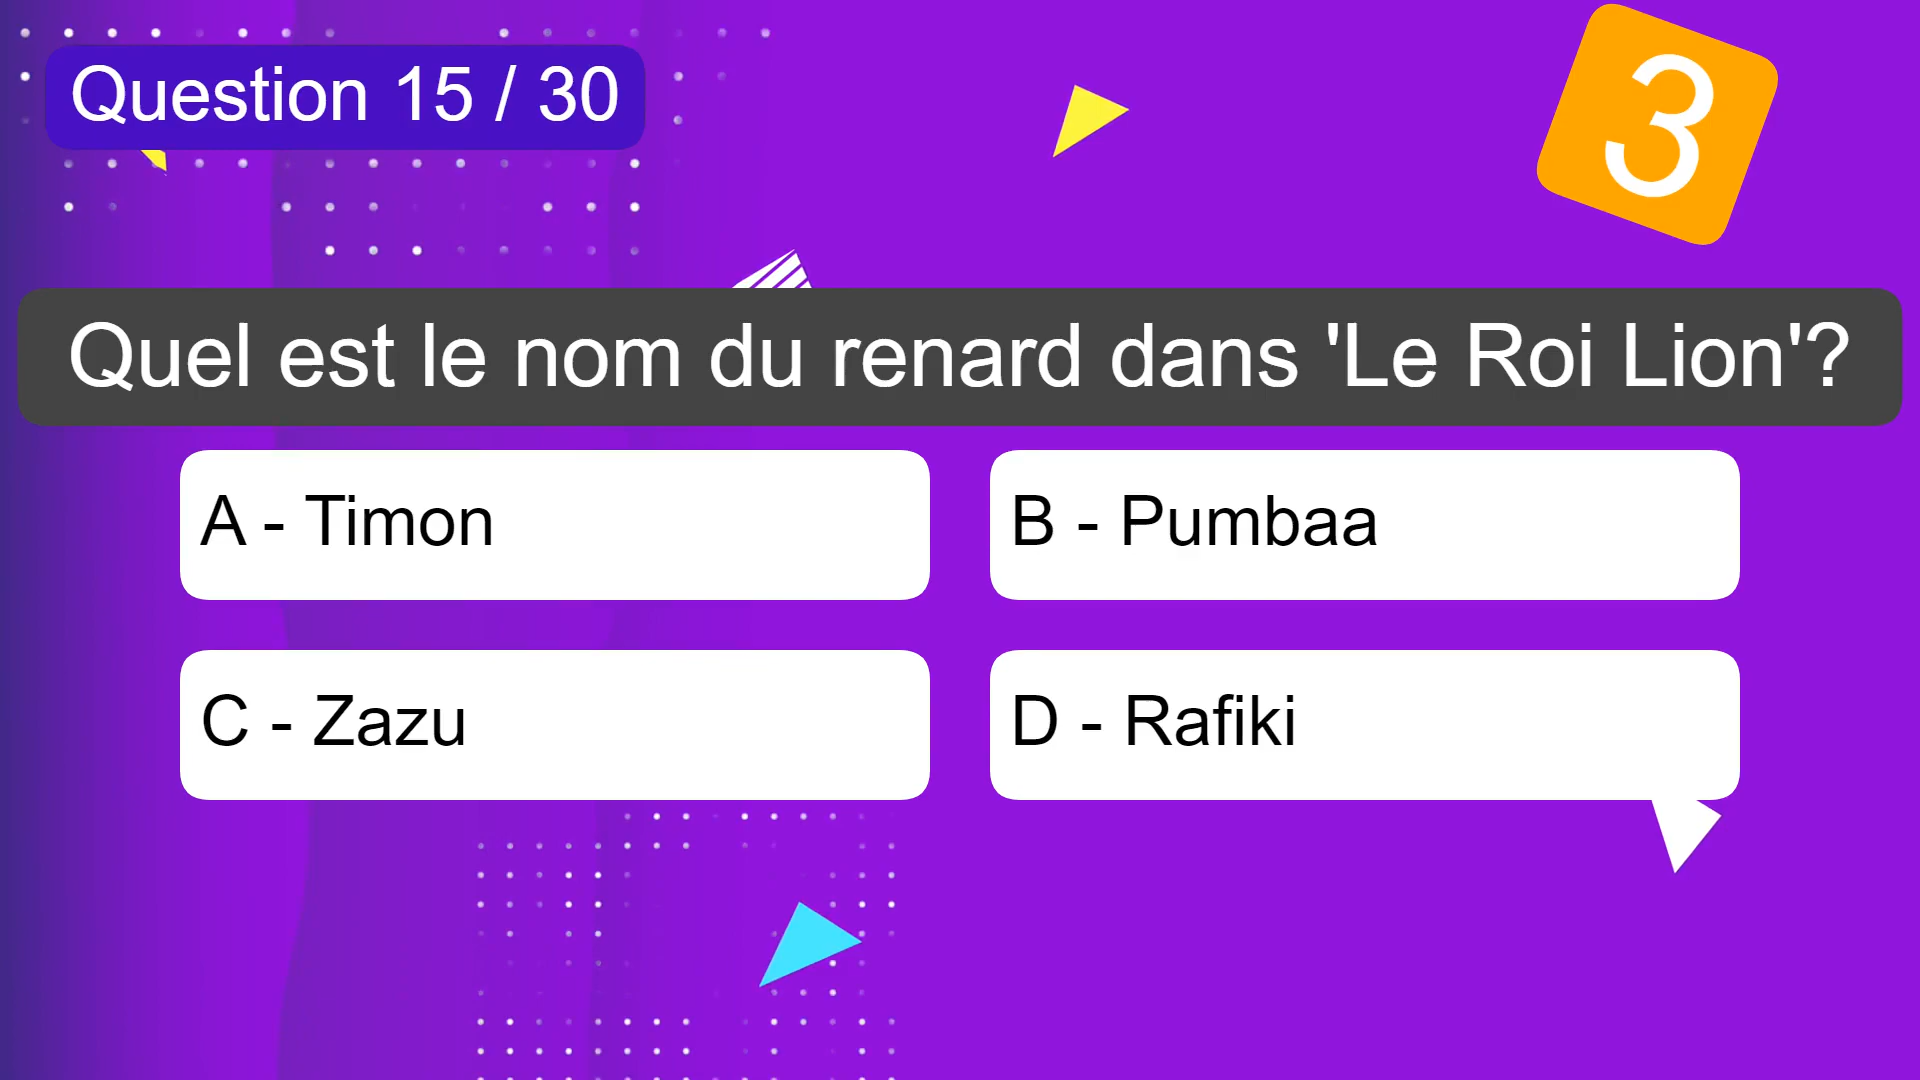 Question 15 / 30
3
Quel est le nom du renard dans 'Le Roi Lion'?
A - Timon
B - Pumbaa
C - Zazu
D - Rafiki